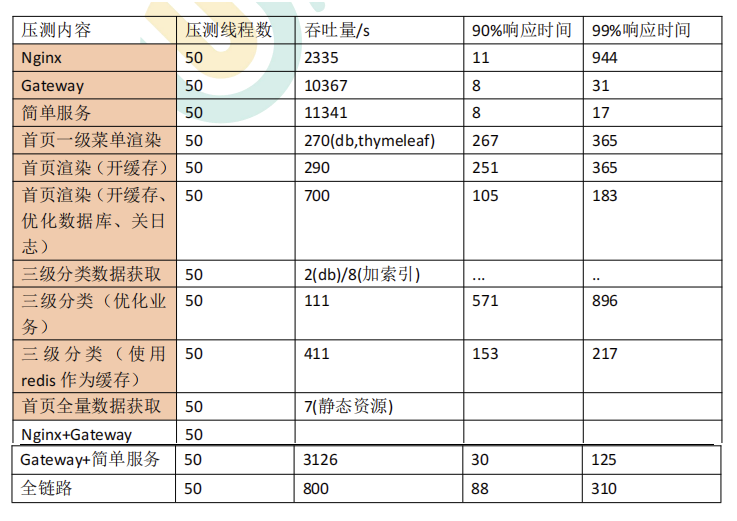 压测内容 压测线程数 吞吐量/s 90%响应时间 99%响应时间
Nginx 50 2335 11 944
Gateway 50 10367 8 31
简单服务 50 11341 8 17
首页一级菜单渲染 50 270(db,thymeleaf) 267 365
首页渲染（开缓存） 50 290 251 365
首页渲染（开缓存、 50 700 105 183
优化数据库、关日
志）
三级分类数据获取 50 2(db)/8(加索引) ... ..
三级分类（优化业 50 111 571 896
务）
三级分类（使用 50 411 153 217
redis 作为缓存）
首页全量数据获取 50 7(静态资源)
Nginx+Gateway 50
Gateway+简单服务 50 3126 30 125
全链路 50 800 88 310